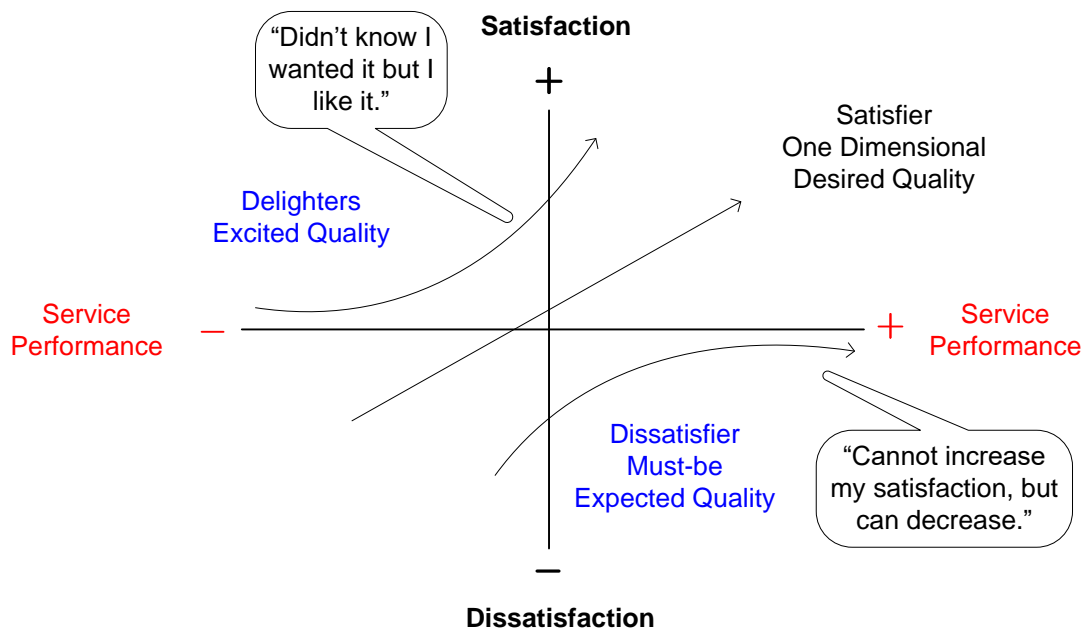 Satisfaction
+
“Didn’t know I
wanted it but I
like it.”
Satisfier
One Dimensional
Desired Quality
Delighters
Excited Quality
Service
Performance
−
+
Service
Performance
Dissatisfier
Must-be
Expected Quality
“Cannot increase
my satisfaction, but
can decrease.”
−
Dissatisfaction